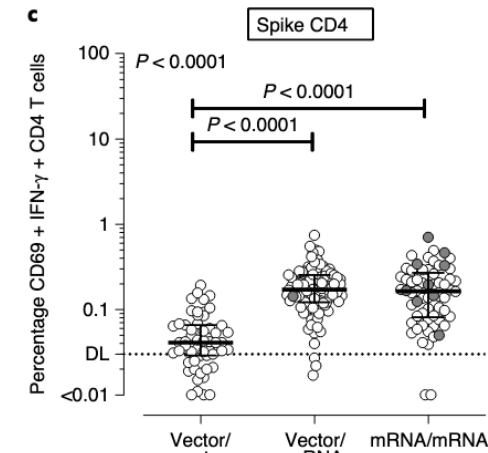 c
Spike CD4
Percentage CD69 + IFN-γ + CD4 T cells
100
P < 0.0001
P < 0.0001
10
P < 0.0001
1
0.1
DL
<0.01
Vector/
Vector/
mRNA/mRNA